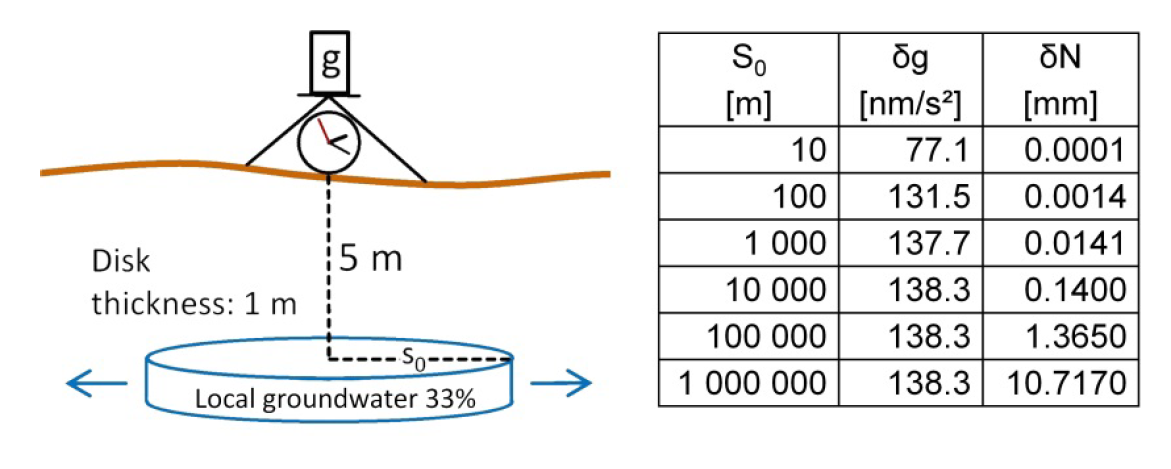 g
5 m
Disk
thickness: 1 m
S₀
Local groundwater 33%
S₀ δg δN
[m] [nm/s²] [mm]
10 77.1 0.0001
100 131.5 0.0014
1 000 137.7 0.0141
10 000 138.3 0.1400
100 000 138.3 1.3650
1 000 000 138.3 10.7170